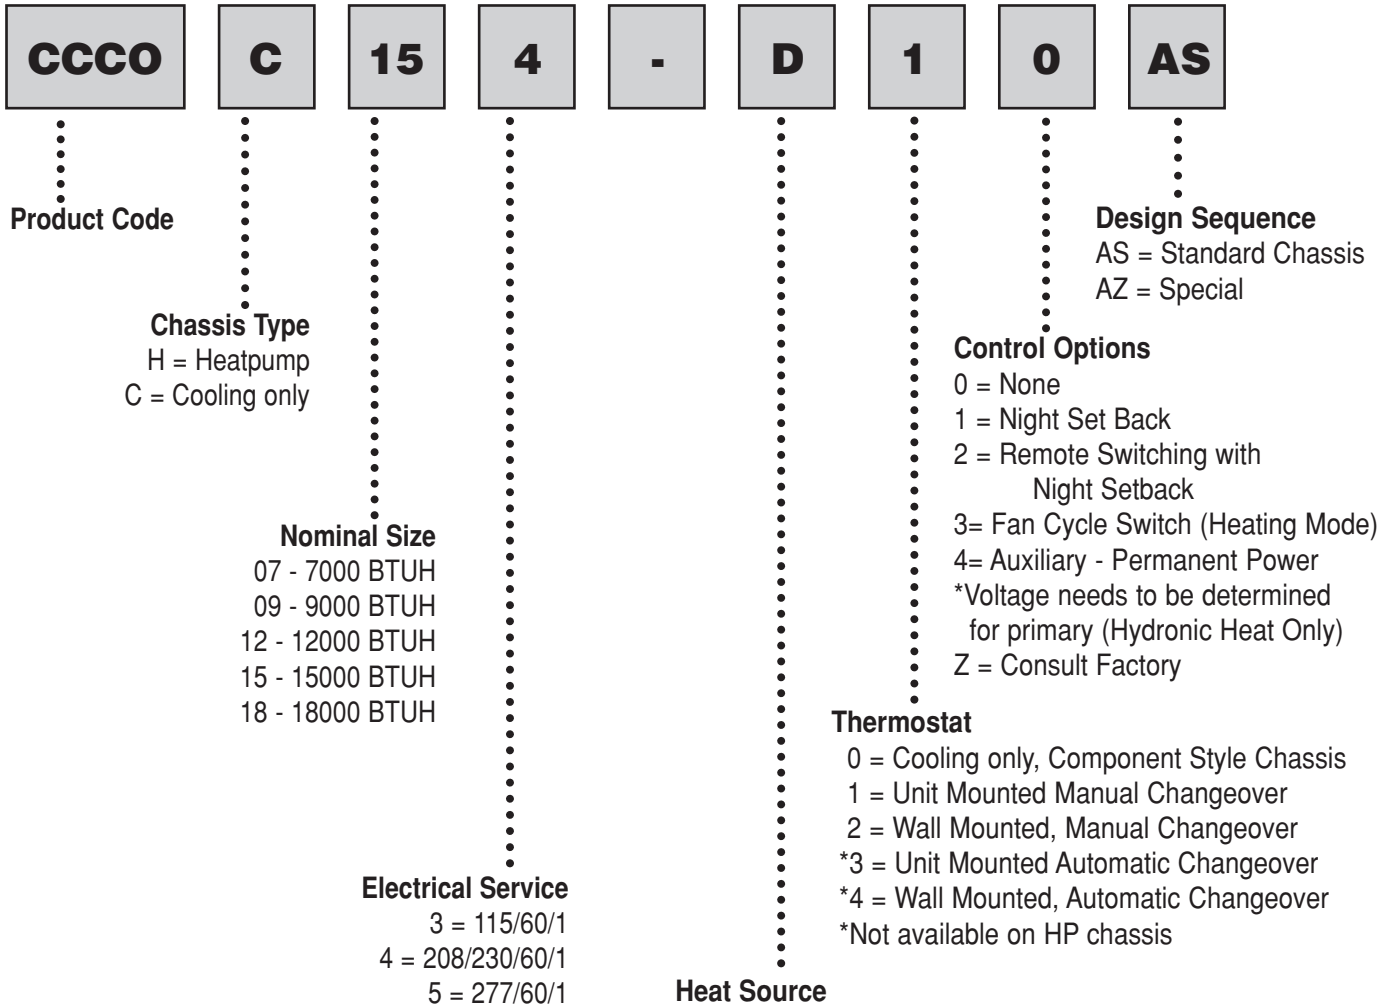 CCCO C 15 4 - D 1 0 AS
Product Code
Chassis Type
H = Heatpump
C = Cooling only
Nominal Size
07 - 7000 BTUH
09 - 9000 BTUH
12 - 12000 BTUH
15 - 15000 BTUH
18 - 18000 BTUH
Electrical Service
3 = 115/60/1
4 = 208/230/60/1
5 = 277/60/1
Heat Source
Thermostat
0 = Cooling only, Component Style Chassis
1 = Unit Mounted Manual Changeover
2 = Wall Mounted, Manual Changeover
*3 = Unit Mounted Automatic Changeover
*4 = Wall Mounted, Automatic Changeover
*Not available on HP chassis
Control Options
0 = None
1 = Night Set Back
2 = Remote Switching with
Night Setback
3= Fan Cycle Switch (Heating Mode)
4= Auxiliary - Permanent Power
*Voltage needs to be determined
for primary (Hydronic Heat Only)
Z = Consult Factory
Design Sequence
AS = Standard Chassis
AZ = Special